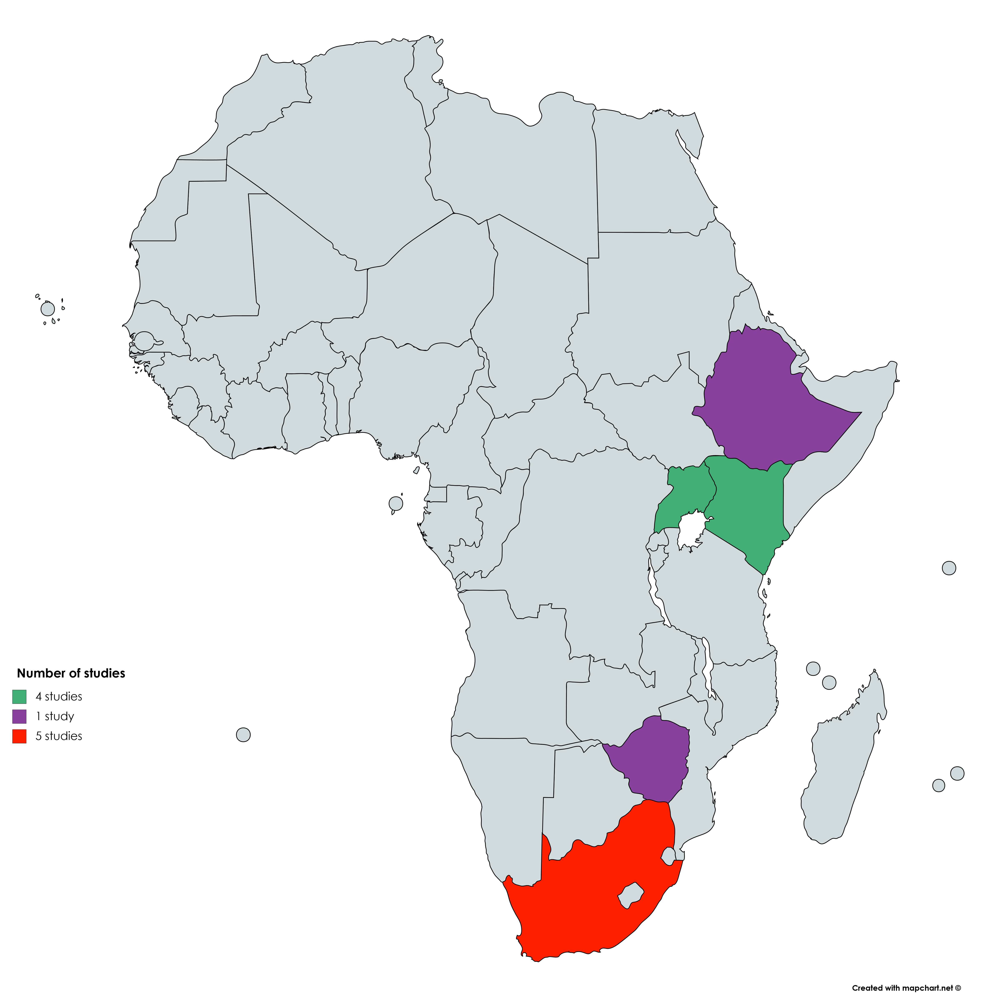 Number of studies
4 studies
1 study
5 studies
Created with mapchart.net ©